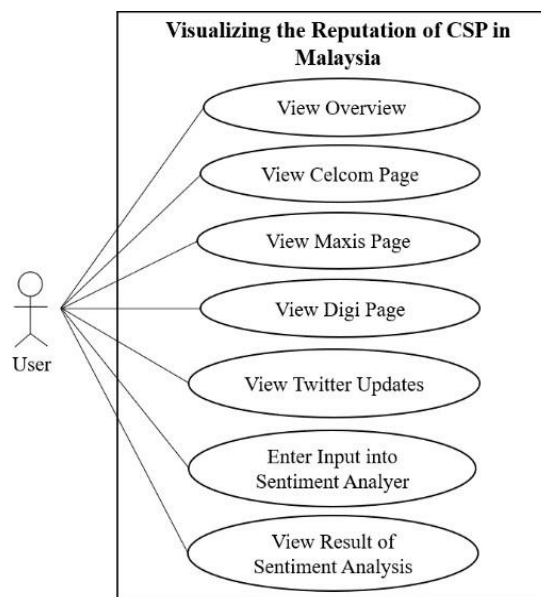 Visualizing the Reputation of CSP in
Malaysia
View Overview
View Celcom Page
View Maxis Page
View Digi Page
User
View Twitter Updates
Enter Input into
Sentiment Analyer
View Result of
Sentiment Analysis